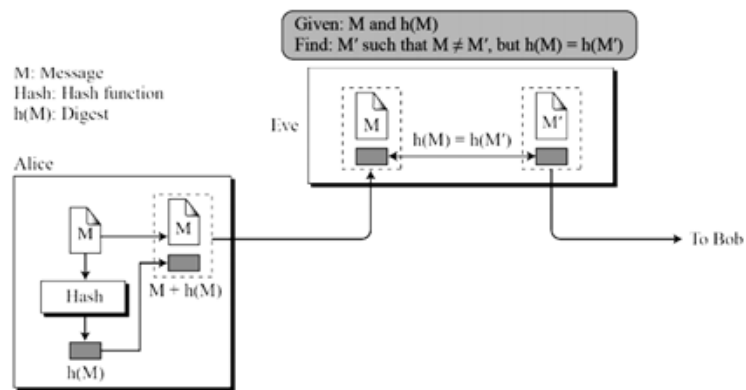 Given: M and h(M)
Find: M′ such that M ≠ M′, but h(M) = h(M′)
M: Message
Hash: Hash function
h(M): Digest
Eve
M
M′
h(M) = h(M′)
Alice
M
M
To Bob
Hash
M + h(M)
h(M)